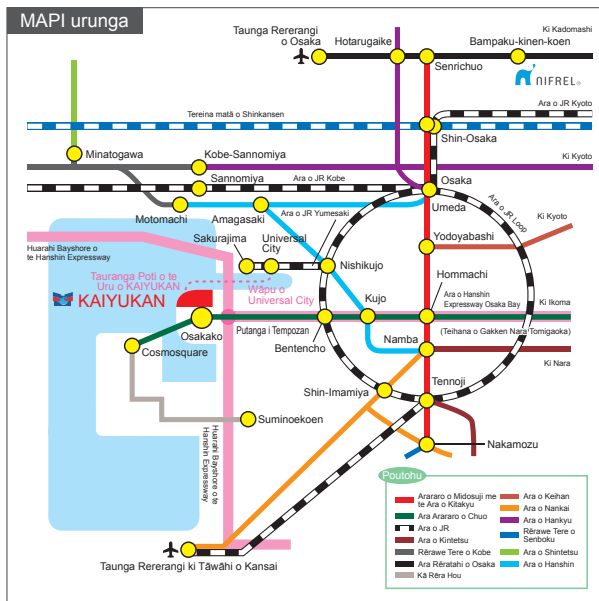 MAPI urunga
Taunga Rererangi
o Osaka
Hotarugaike
Bampaku-kinen-koen
Ki Kadomashi
Senrichuo
NIFREL
Ara o JR Kyoto
Tereina matā o Shinkansen
Shin-Osaka
Minatogawa
Kobe-Sannomiya
Ki Kyoto
Sannomiya
Ara o JR Kobe
Osaka
Umeda
Motomachi
Amagasaki
Ara o JR Yumesaki
Ara o JR Loop
Ki Kyoto
Huarahi Bayshore o
te Hanshin Expressway
Sakurajima
Universal
City
Yodoyabashi
Tauranga Poti o te
Uru o KAIYUKAN
Nishikujo
Hommachi
KAIYUKAN
Wāpu o
Universal City
Kujo
Ara o Hanshin
Expressway Osaka Bay
Ki Ikoma
Osakako
Putanga i Tempozan
(Teihana o Gakken Nara Tomigaoka)
Cosmosquare
Bentencho
Namba
Ki Nara
Shin-Imamiya
Tennoji
Suminoekoen
Huarahi Bayshore o te
Hanshin Expressway
Nakamozu
Taunga Rererangi ki Tāwāhi o Kansai
Poutohu
Arararo o Midosuji me
te Ara o Kitakyu
Ara Arararo o Chuo
Ara o JR
Ara o Kintetsu
Rērawe Tere o Kobe
Ara Rēratahi o Osaka
Kā Rēra Hou
Ara o Keihan
Ara o Nankai
Ara o Hankyu
Rērawe Tere o
Senboku
Ara o Shintetsu
Ara o Hanshin